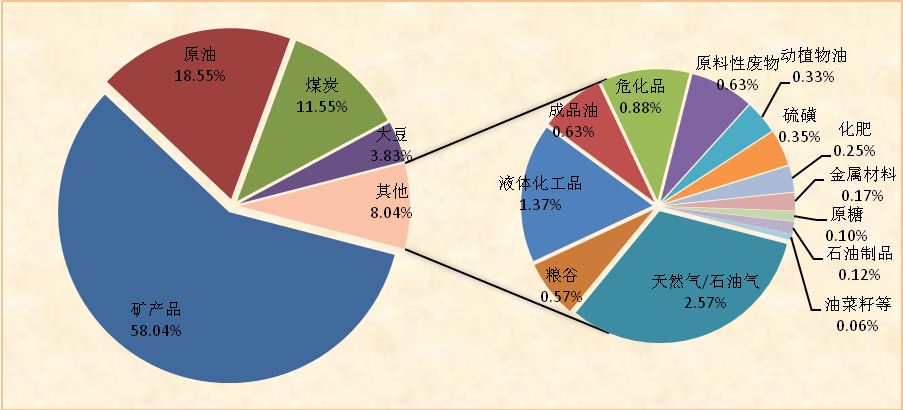 原油
18.55%
煤炭
11.55%
大豆
3.83%
其他
8.04%
矿产品
58.04%
危化品
0.88%
原料性废物
0.63%
动植物油
0.33%
硫磺
0.35%
化肥
0.25%
金属材料
0.17%
原糖
0.10%
石油制品
0.12%
油菜籽等
0.06%
天然气/石油气
2.57%
粮谷
0.57%
液体化工品
1.37%
成品油
0.63%